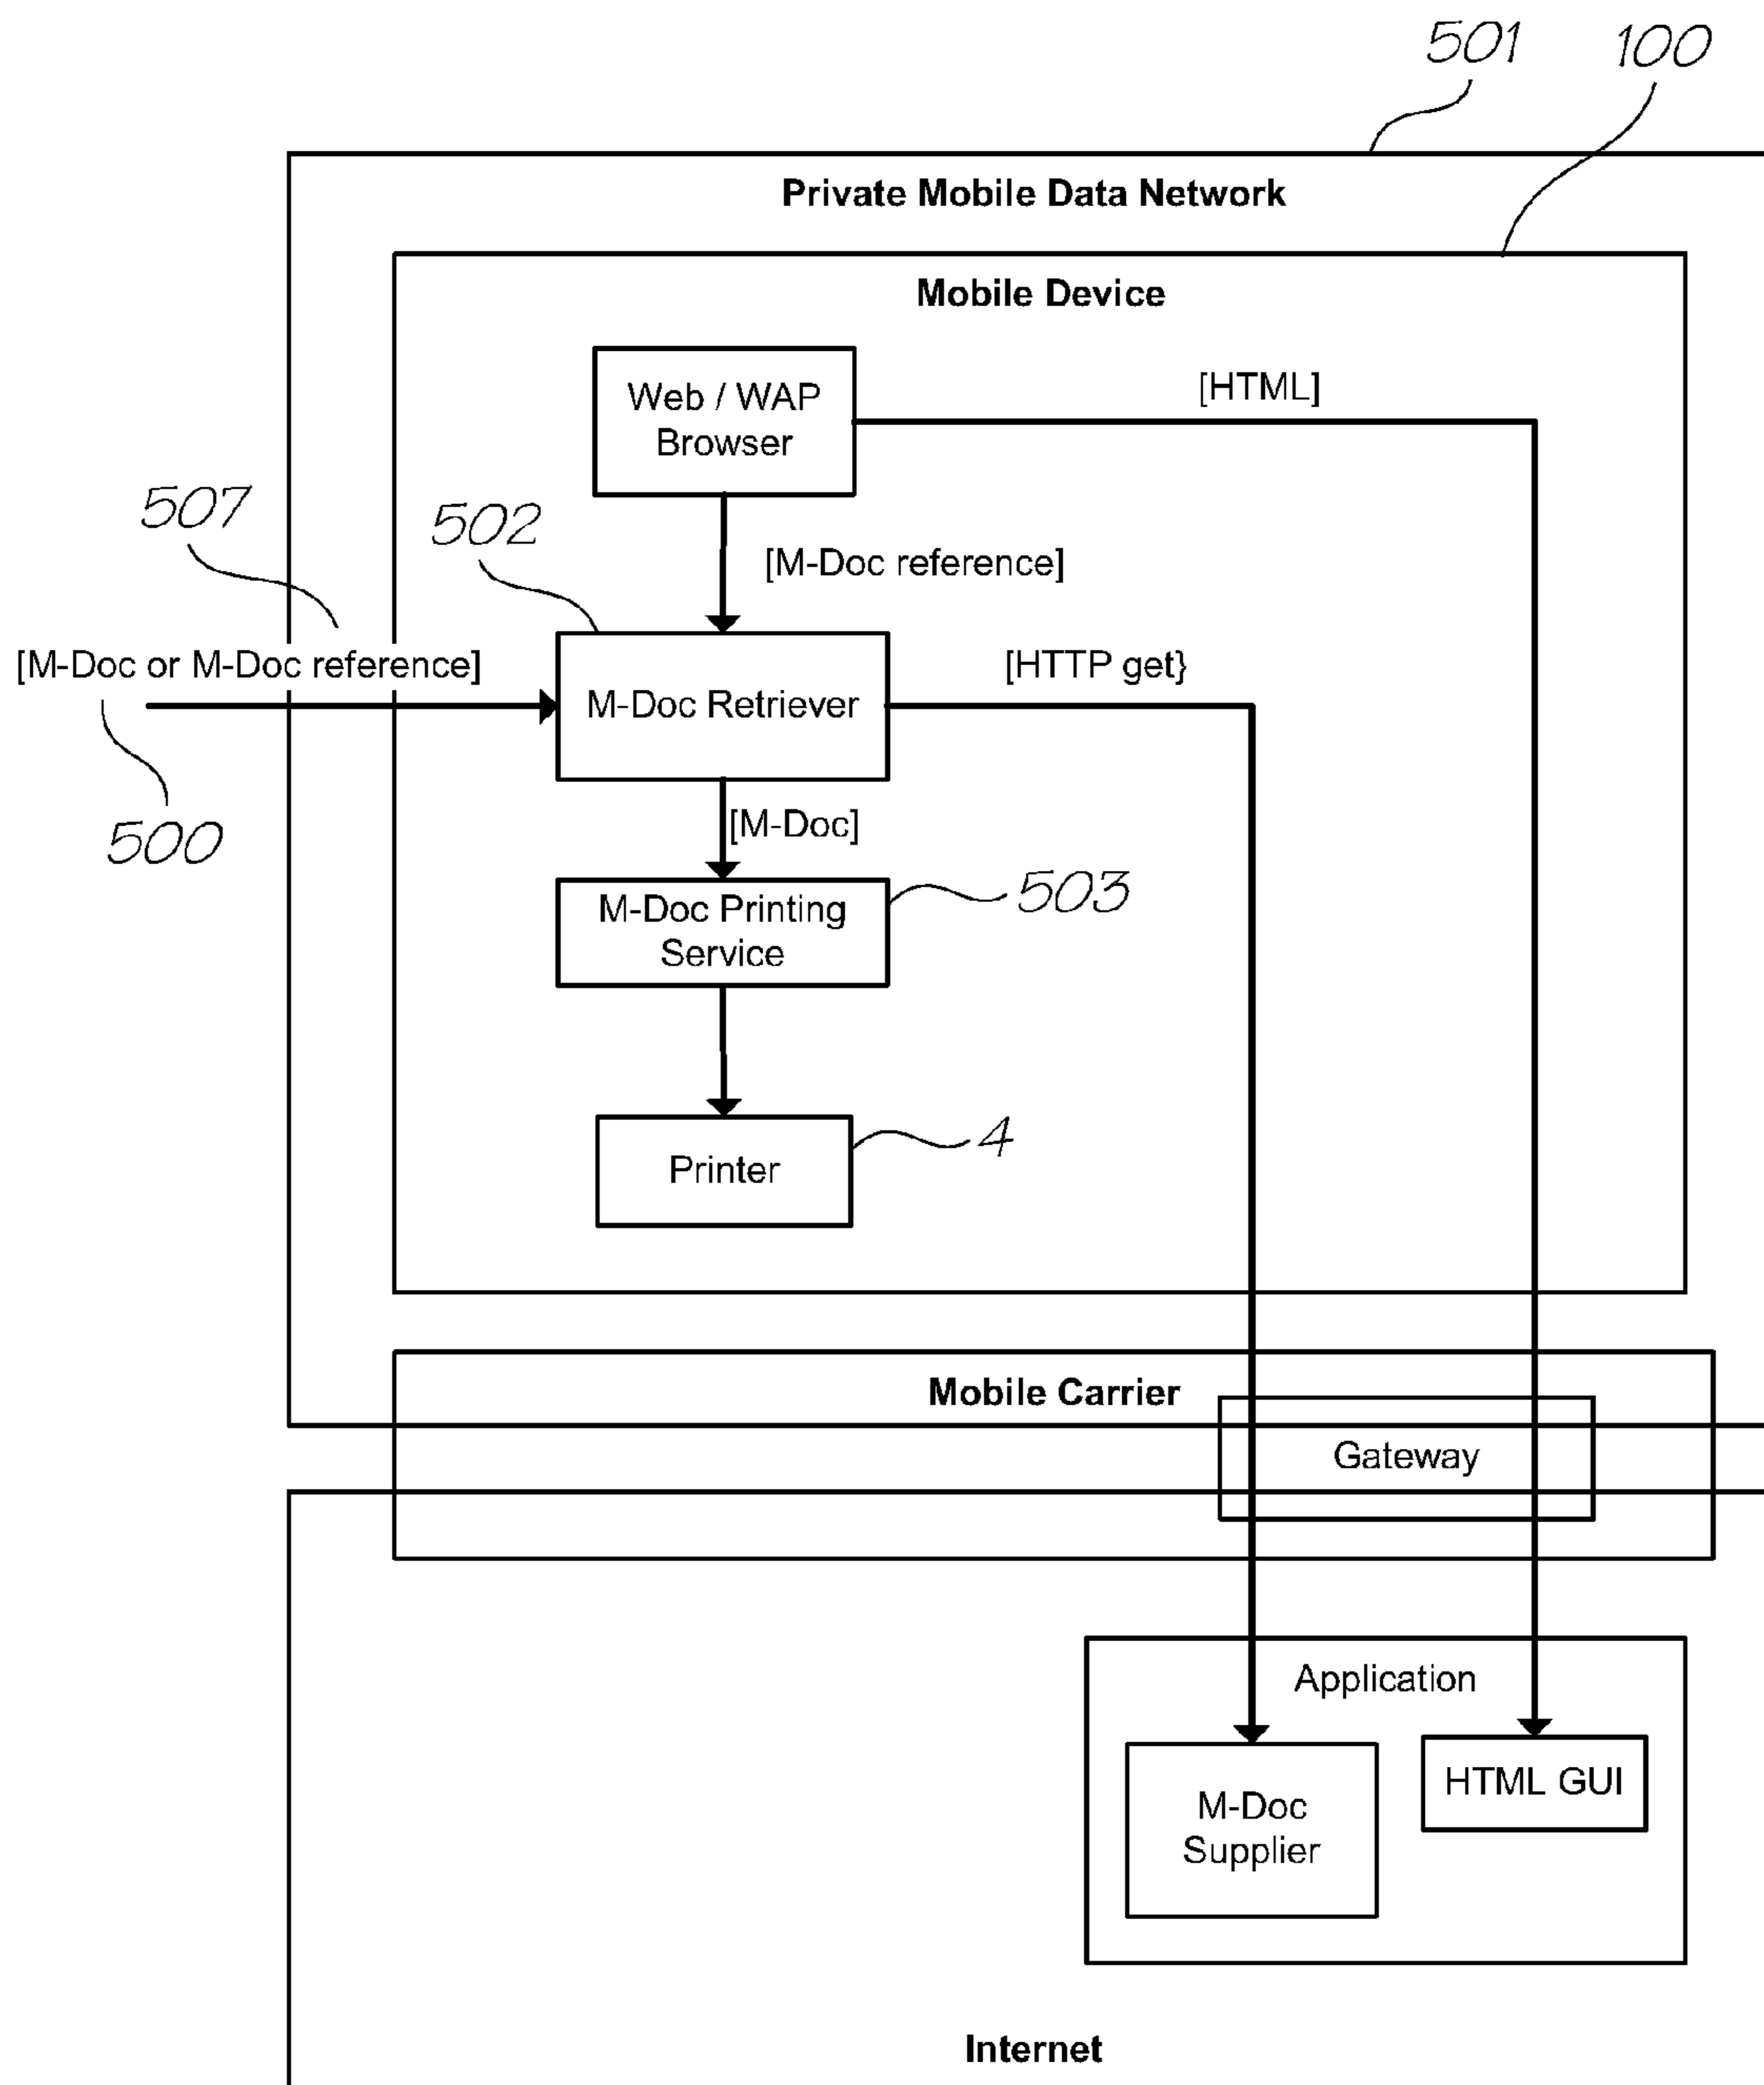 501
100
Private Mobile Data Network
Mobile Device
Web / WAP
Browser
[HTML]
507
502
[M-Doc reference]
[M-Doc or M-Doc reference]
M-Doc Retriever
[HTTP get}
500
[M-Doc]
M-Doc Printing
Service
503
Printer
4
Mobile Carrier
Gateway
Application
M-Doc
Supplier
HTML GUI
Internet